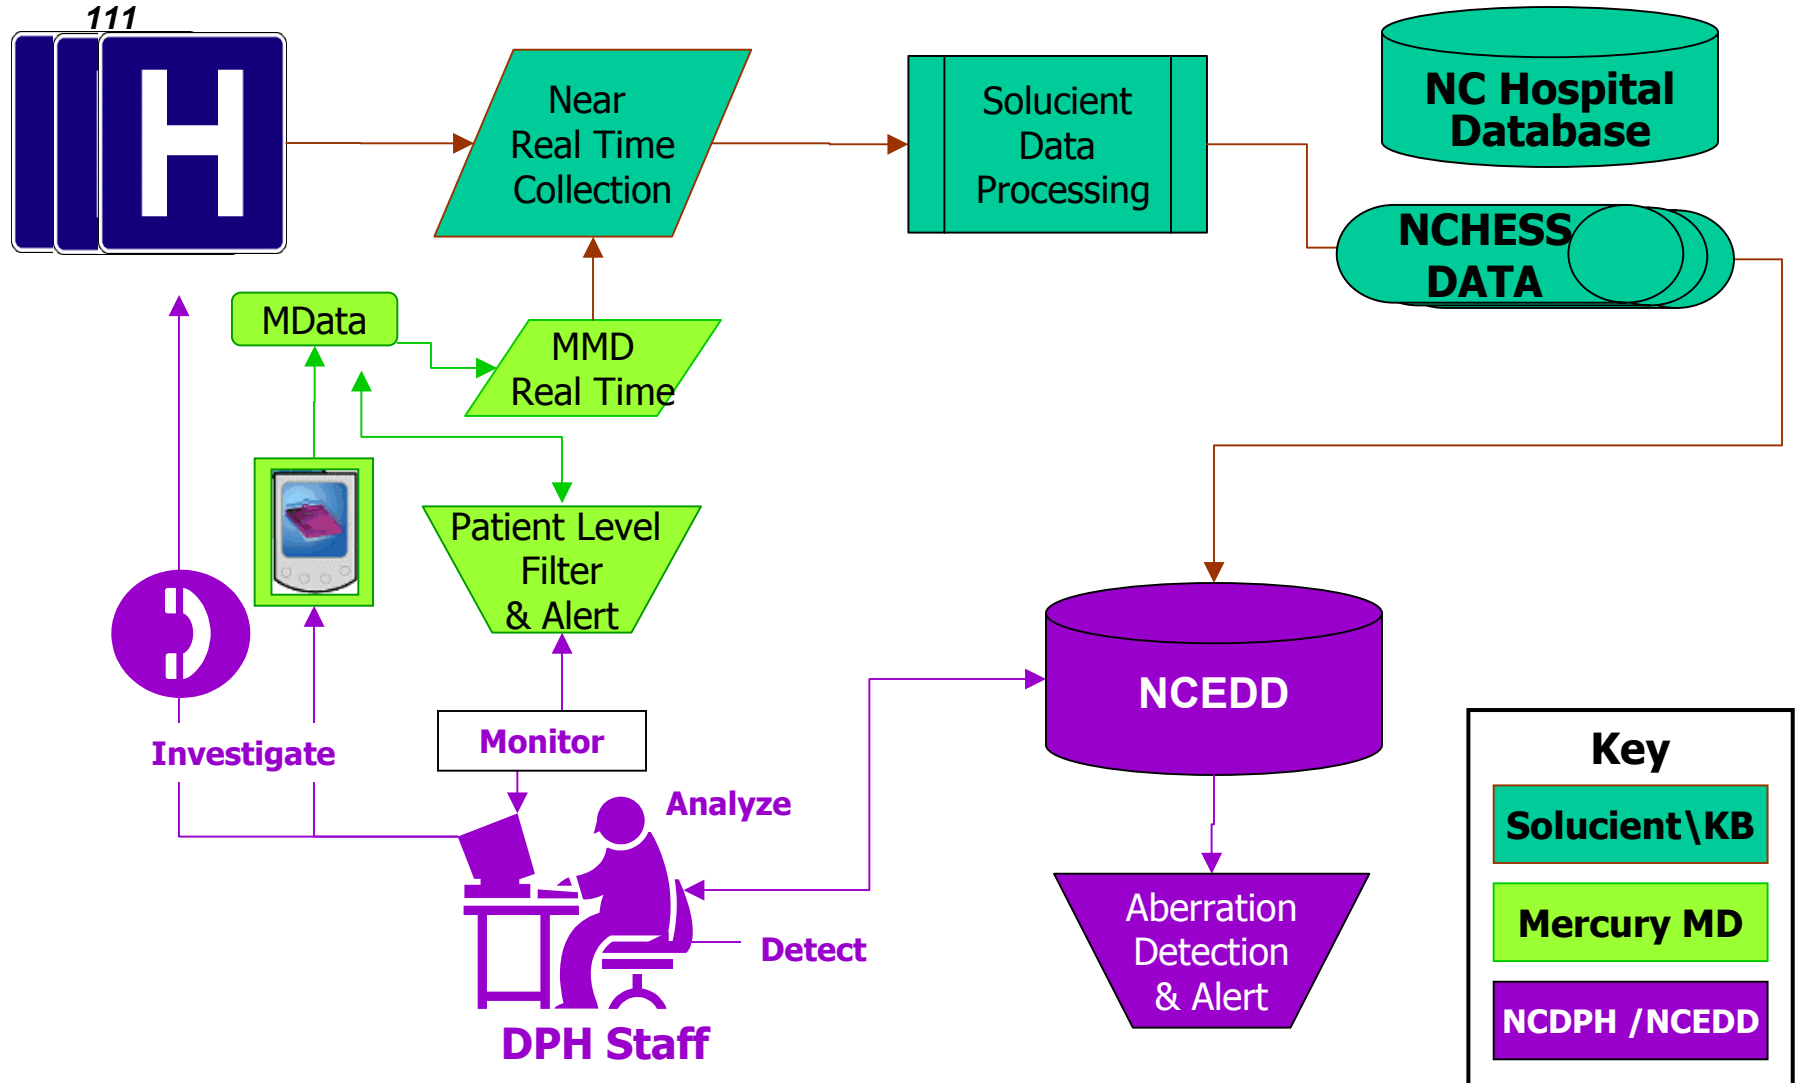 111
H
Near
Real Time
Collection
Solucient
Data
Processing
NC Hospital
Database
NCHESS
DATA
MData
MMD
Real Time
Patient Level
Filter
& Alert
Investigate
Monitor
Analyze
Detect
DPH Staff
NCEDD
Aberration
Detection
& Alert
Key
Solucient\KB
Mercury MD
NCDPH /NCEDD